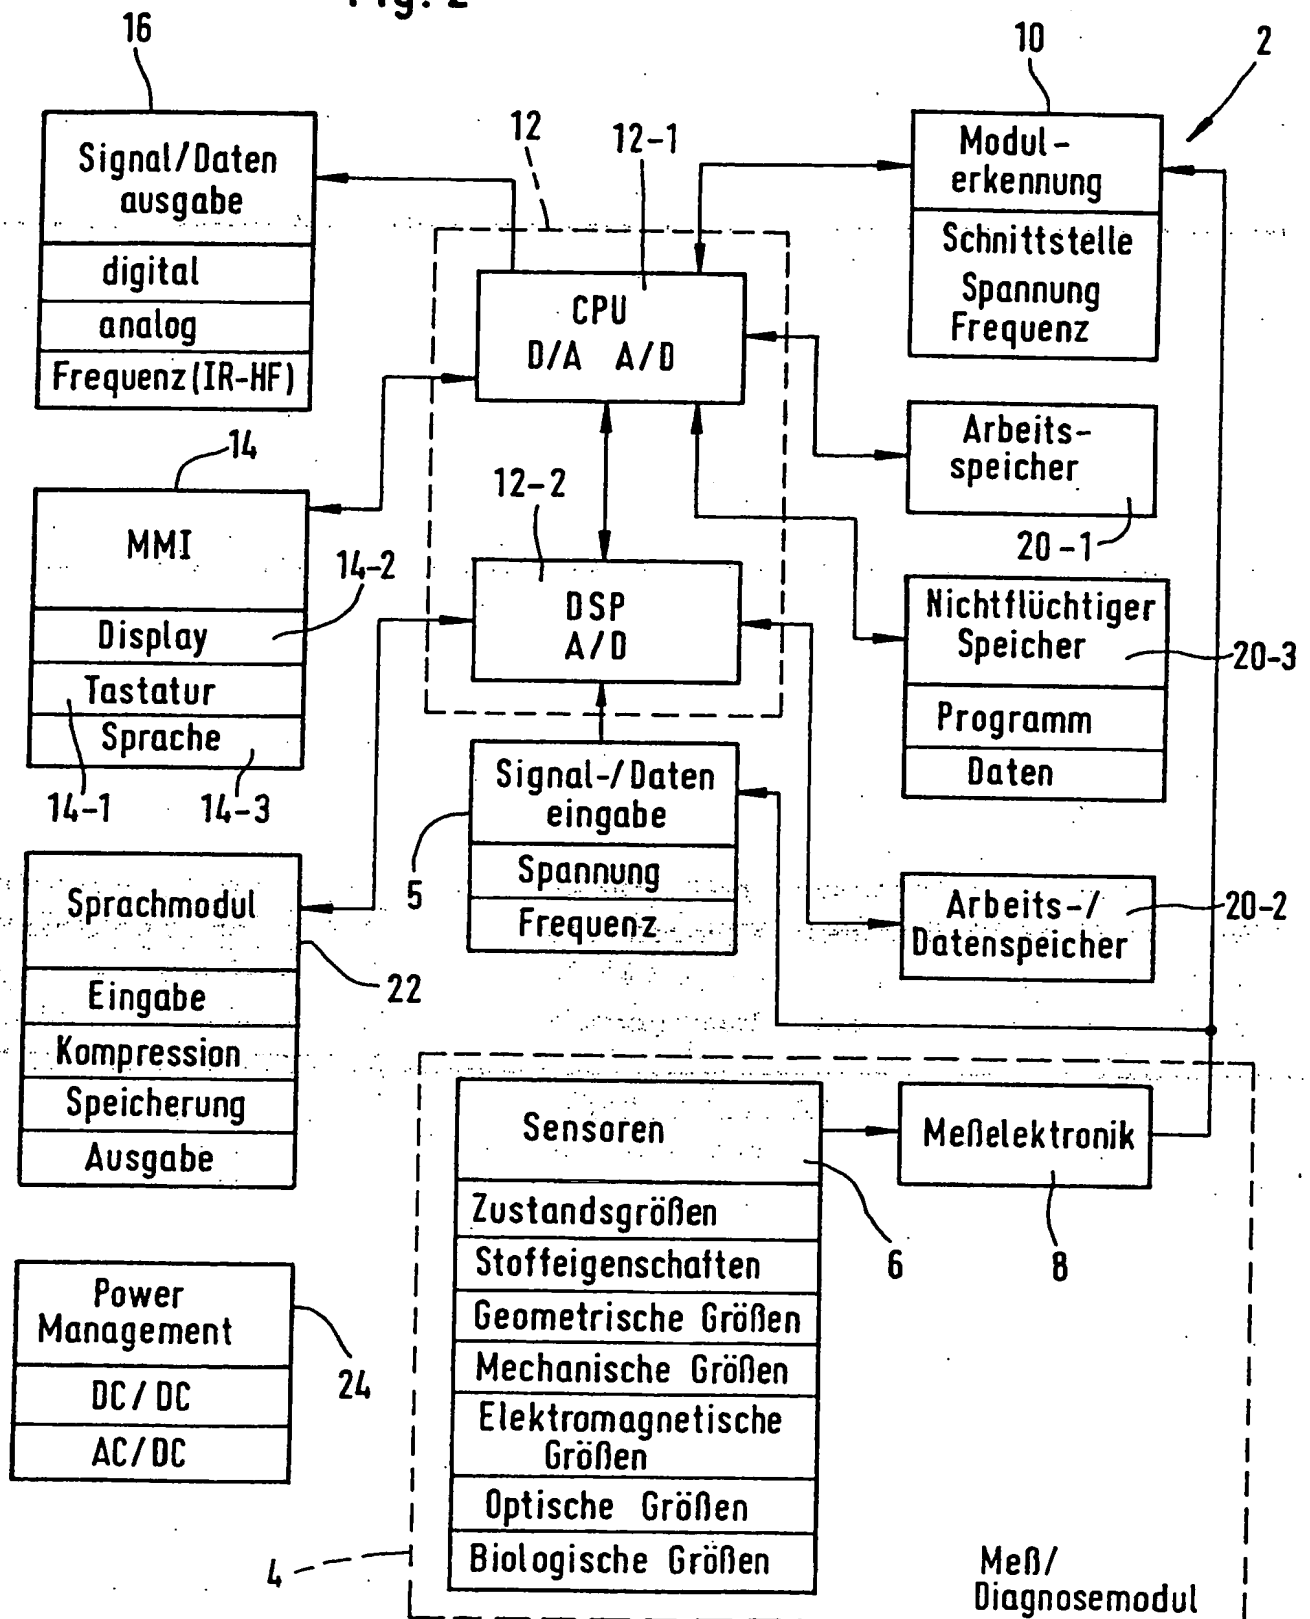 Fig. 2
16
Signal/Daten
ausgabe
digital
analog
Frequenz(IR-HF)
14
MMI
14-2
Display
Tastatur
Sprache
14-1
14-3
Sprachmodul
22
Eingabe
Kompression
Speicherung
Ausgabe
Power
Management
24
DC/DC
AC/DC
12
12-1
CPU
D/A A/D
12-2
DSP
A/D
Signal-/Daten
eingabe
5
Spannung
Frequenz
10
2
Modul-
erkennung
Schnittstelle
Spannung
Frequenz
Arbeits-
speicher
20-1
Nichtflüchtiger
Speicher
20-3
Programm
Daten
Arbeits-/
Datenspeicher
20-2
Sensoren
6
Zustandsgrößen
Stoffeigenschaften
Geometrische Größen
Mechanische Größen
Elektromagnetische
Größen
Optische Größen
Biologische Größen
Meßelektronik
8
4
Meß/
Diagnosemodul